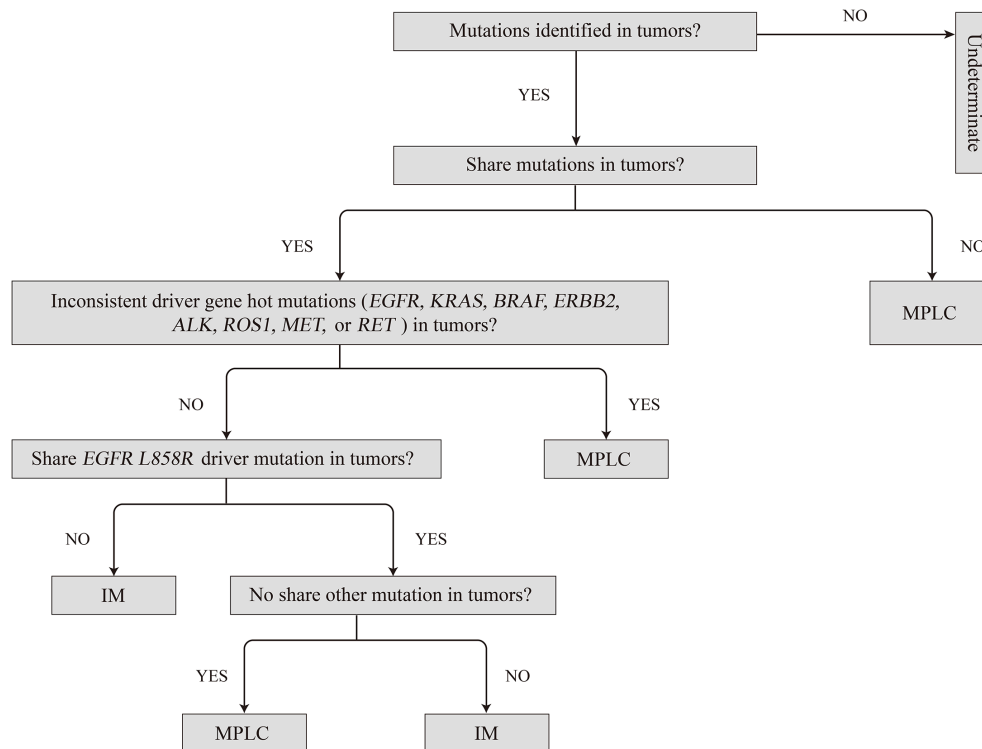 Mutations identified in tumors?
NO
Undeterminate
YES
Share mutations in tumors?
YES
NO
Inconsistent driver gene hot mutations (EGFR, KRAS, BRAF, ERBB2,
ALK, ROS1, MET, or RET ) in tumors?
MPLC
NO
YES
Share EGFR L858R driver mutation in tumors?
MPLC
NO
YES
IM
No share other mutation in tumors?
YES
NO
MPLC
IM